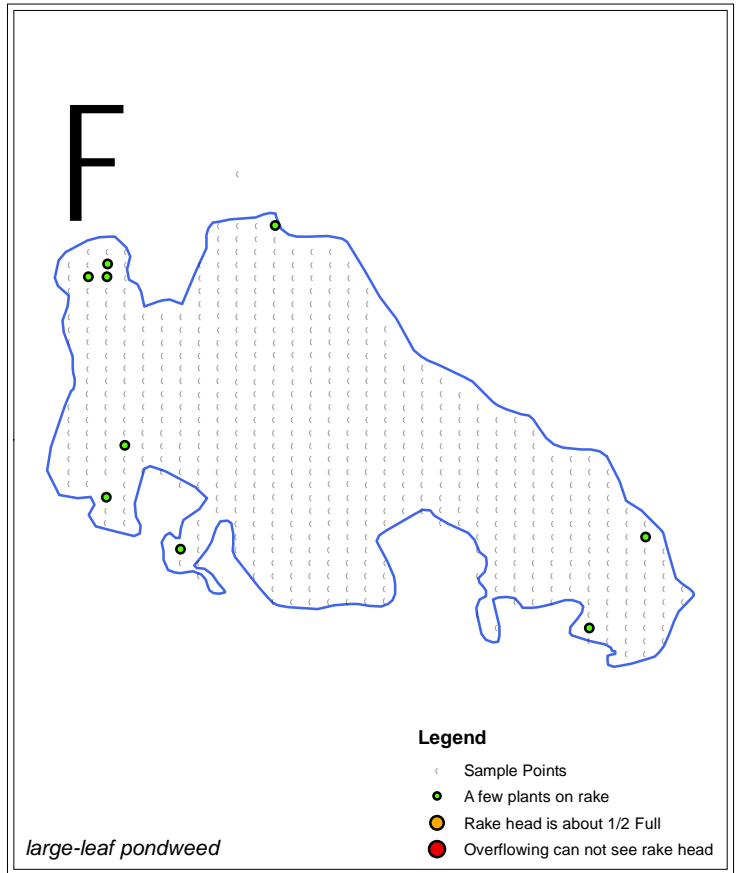 F
Legend
Sample Points
A few plants on rake
Rake head is about 1/2 Full
Overflowing can not see rake head
large-leaf pondweed